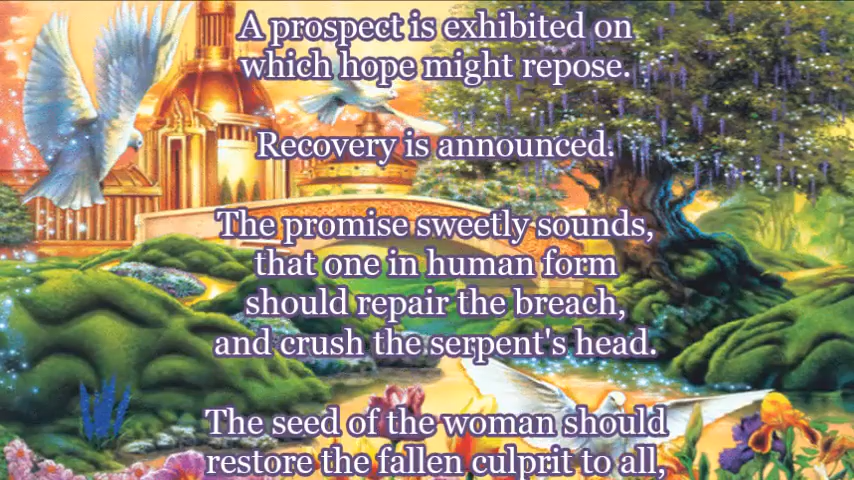 A prospect is exhibited on
which hope might repose.
Recovery is announced.
The promise sweetly sounds,
that one in human form
should repair the breach,
and crush the serpent's head.
The seed of the woman should
restore the fallen culprit to all,